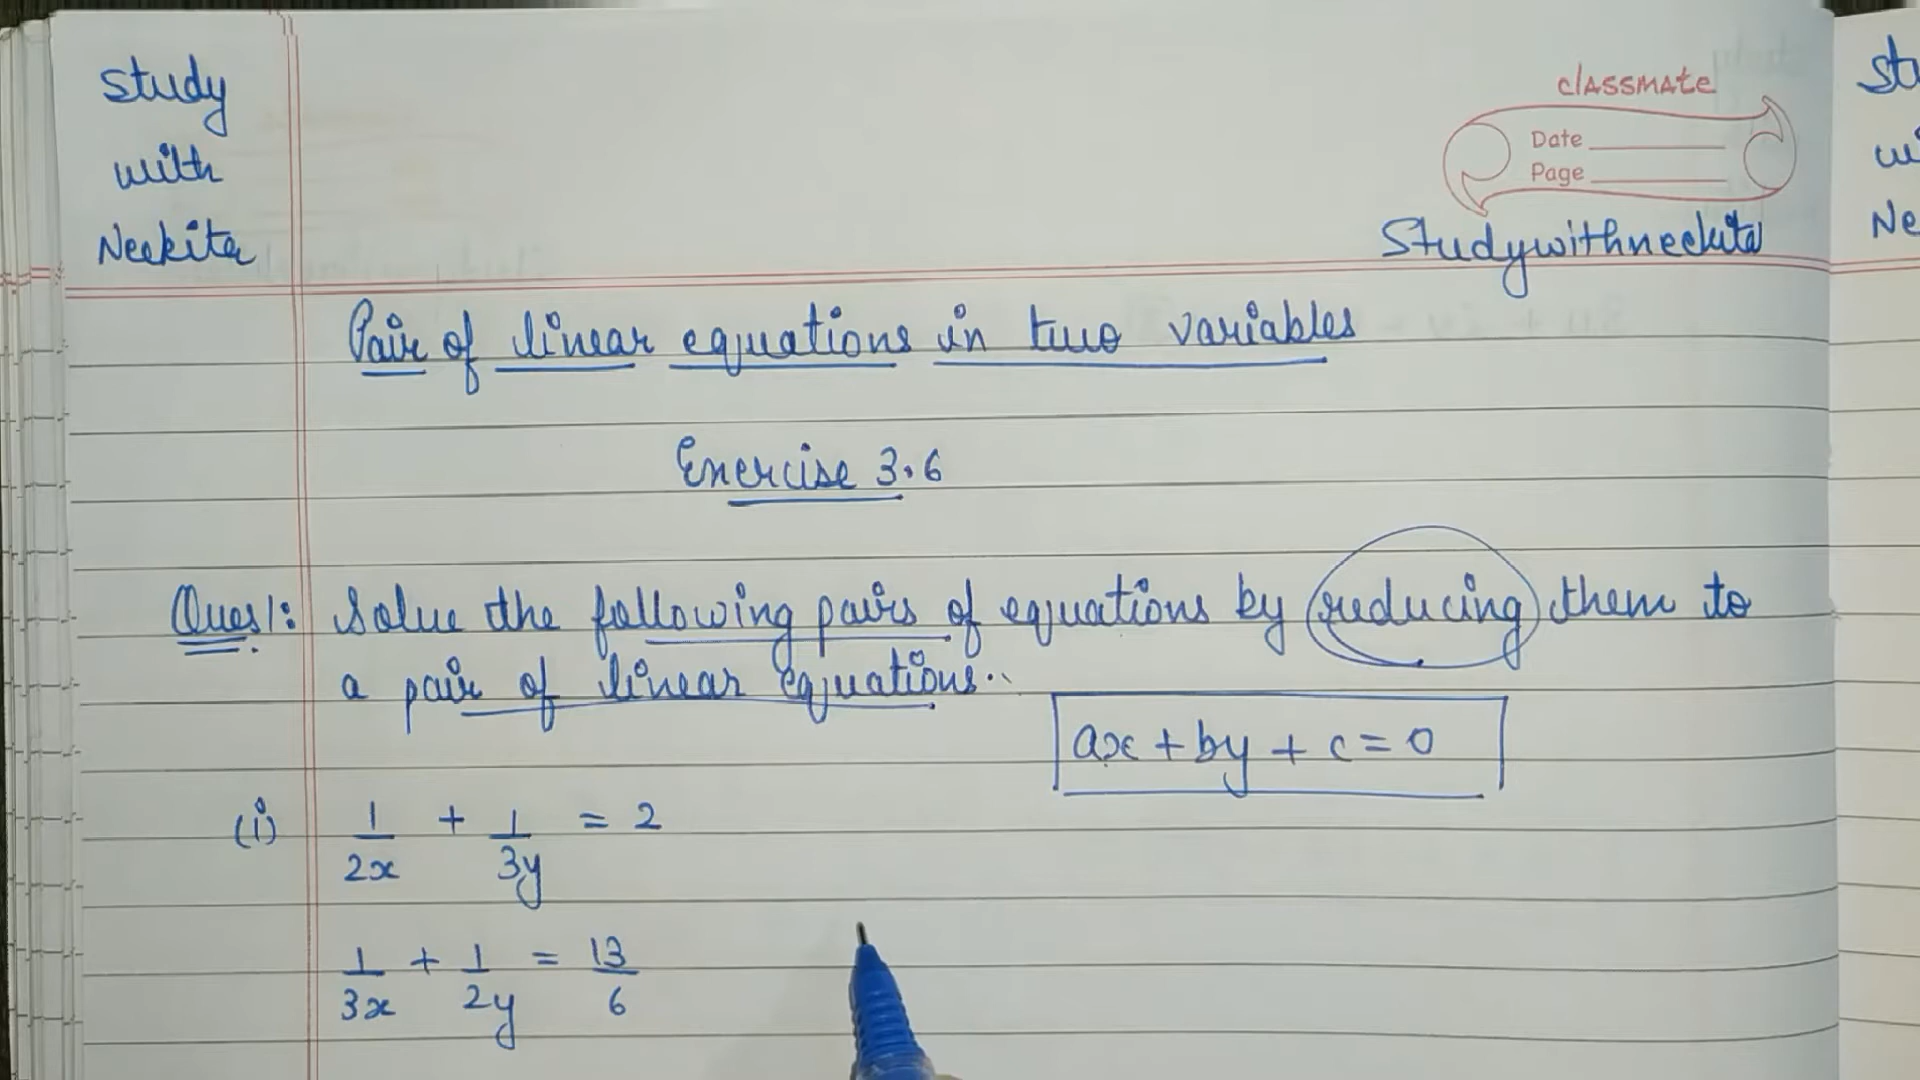 Study
with
Neekita
classmate
Date
Page
Studywithneekita
Pair of linear equations in two variables
Exercise 3.6
Ques1: Solve the following pairs of equations by reducing them to
a pair of linear equations..
ax + by + c = 0
(i) 1/2x + 1/3y = 2
1/3x + 1/2y = 13/6